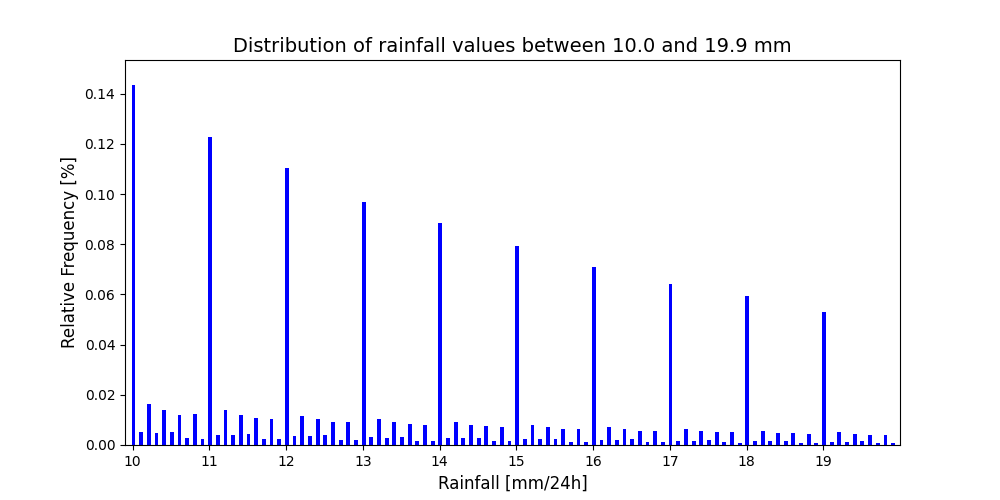 Distribution of rainfall values between 10.0 and 19.9 mm
Relative Frequency [%]
0.14
0.12
0.10
0.08
0.06
0.04
0.02
0.00
10 11 12 13 14 15 16 17 18 19
Rainfall [mm/24h]